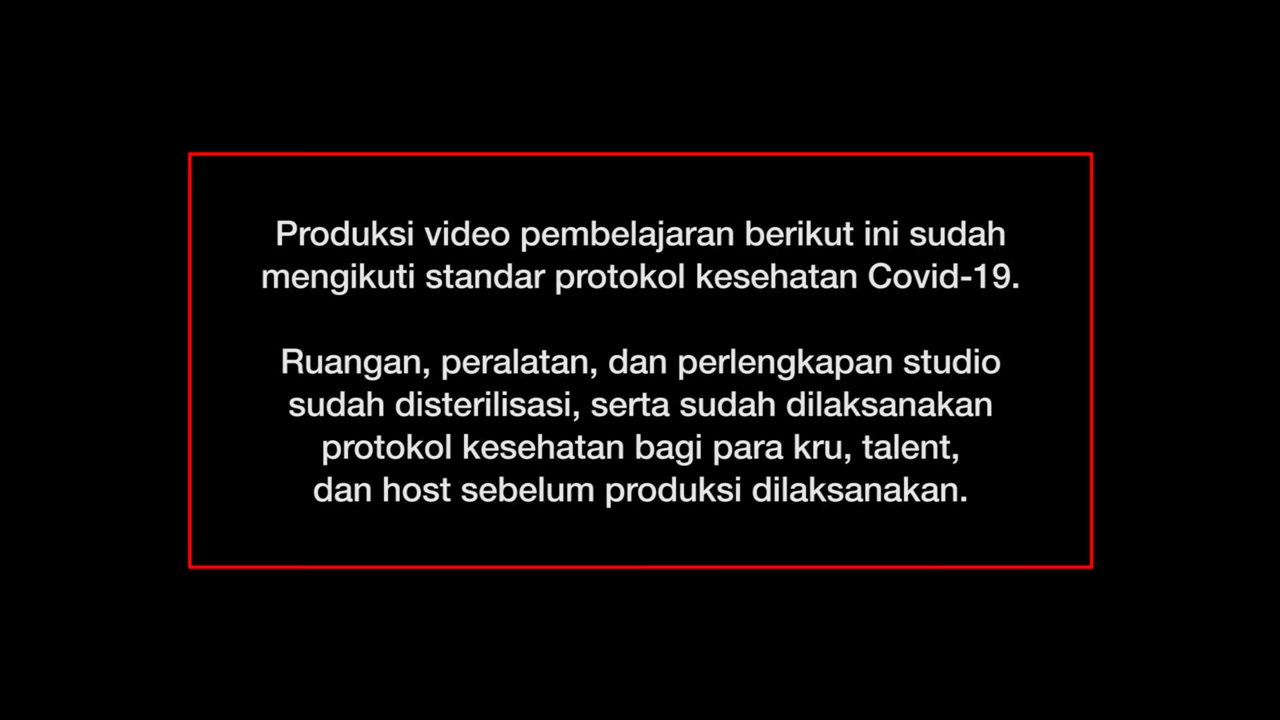 Produksi video pembelajaran berikut ini sudah
mengikuti standar protokol kesehatan Covid-19.
Ruangan, peralatan, dan perlengkapan studio
sudah disterilisasi, serta sudah dilaksanakan
protokol kesehatan bagi para kru, talent,
dan host sebelum produksi dilaksanakan.